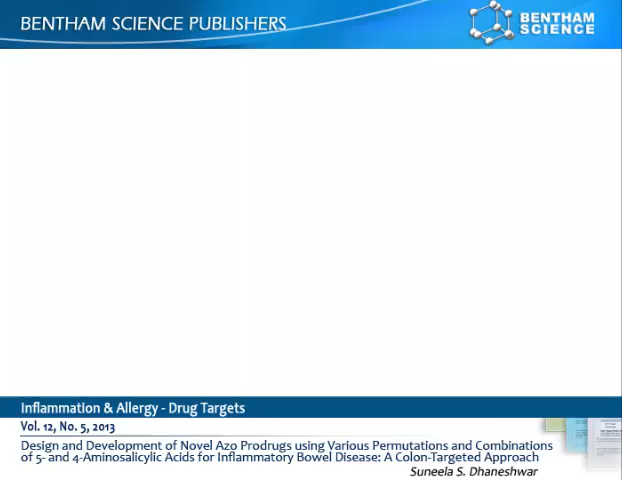 BENTHAM SCIENCE PUBLISHERS
BENTHAM
SCIENCE
Inflammation & Allergy - Drug Targets
Vol. 12, No. 5, 2013
Design and Development of Novel Azo Prodrugs using Various Permutations and Combinations
of 5- and 4-Aminosalicylic Acids for Inflammatory Bowel Disease: A Colon-Targeted Approach
Suneela S. Dhaneshwar